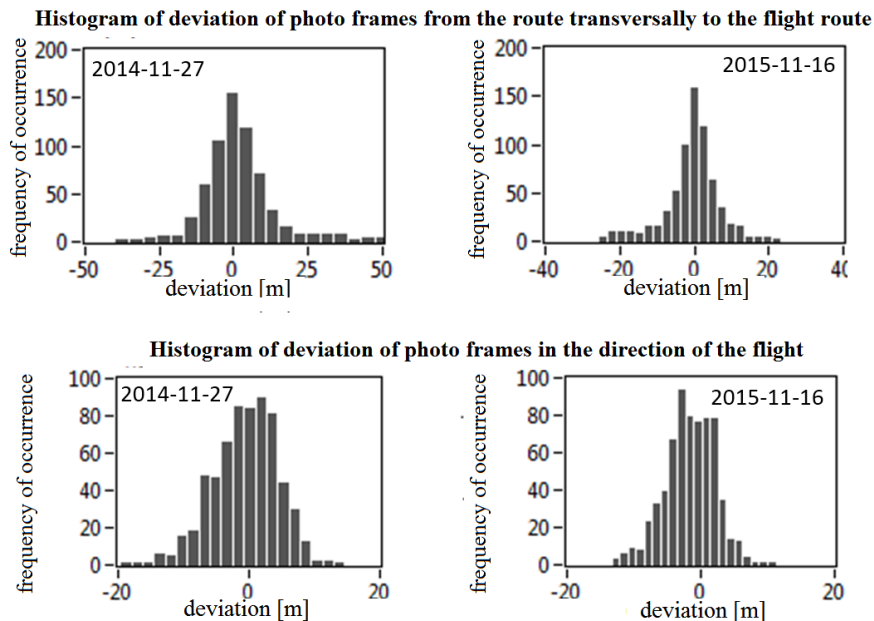 Histogram of deviation of photo frames from the route transversally to the flight route
frequency of occurrence
200
150
100
50
0
2014-11-27
-50 -25 0 25 50
deviation [m]
frequency of occurrence
200
150
100
50
0
2015-11-16
-40 -20 0 20 40
deviation [m]
Histogram of deviation of photo frames in the direction of the flight
frequency of occurrence
100
80
60
40
20
0
2014-11-27
-20 0 20
deviation [m]
frequency of occurrence
100
80
60
40
20
0
2015-11-16
-20 0 20
deviation [m]